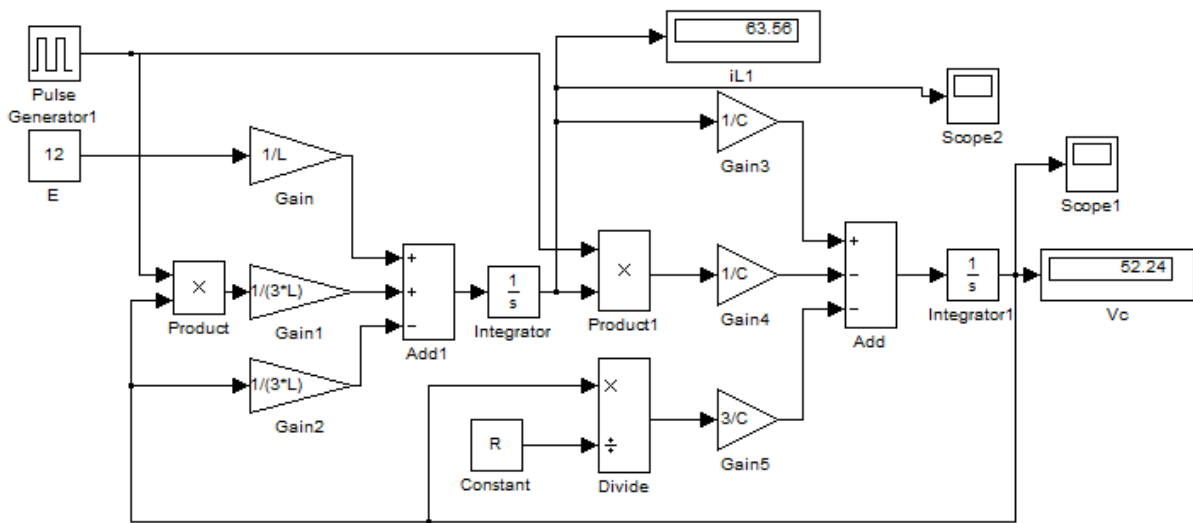 63.56
iL1
Pulse
Generator1
Scope2
12
E
1/L
Gain
1/C
Gain3
Scope1
+
+
−
Add1
×
Product
1/(3*L)
Gain1
1
s
Integrator
×
Product1
1/C
Gain4
+
−
−
Add
1
s
Integrator1
52.24
Vc
1/(3*L)
Gain2
R
Constant
×
÷
Divide
3/C
Gain5